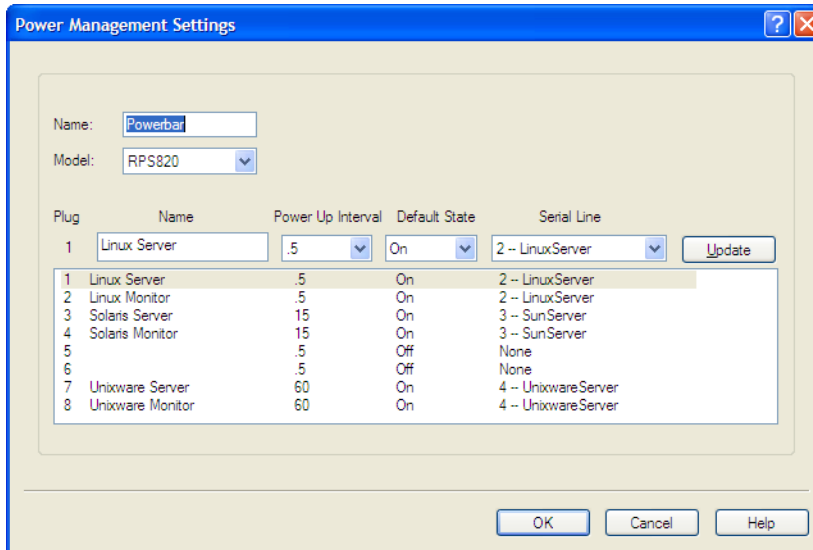 Power Management Settings
Name: Powerbar
Model: RPS820
Plug Name Power Up Interval Default State Serial Line
1 Linux Server .5 On 2 -- LinuxServer Update
1 Linux Server .5 On 2 -- LinuxServer
2 Linux Monitor .5 On 2 -- LinuxServer
3 Solaris Server 15 On 3 -- SunServer
4 Solaris Monitor 15 On 3 -- SunServer
5 .5 Off None
6 .5 Off None
7 Unixware Server 60 On 4 -- UnixwareServer
8 Unixware Monitor 60 On 4 -- UnixwareServer
OK Cancel Help